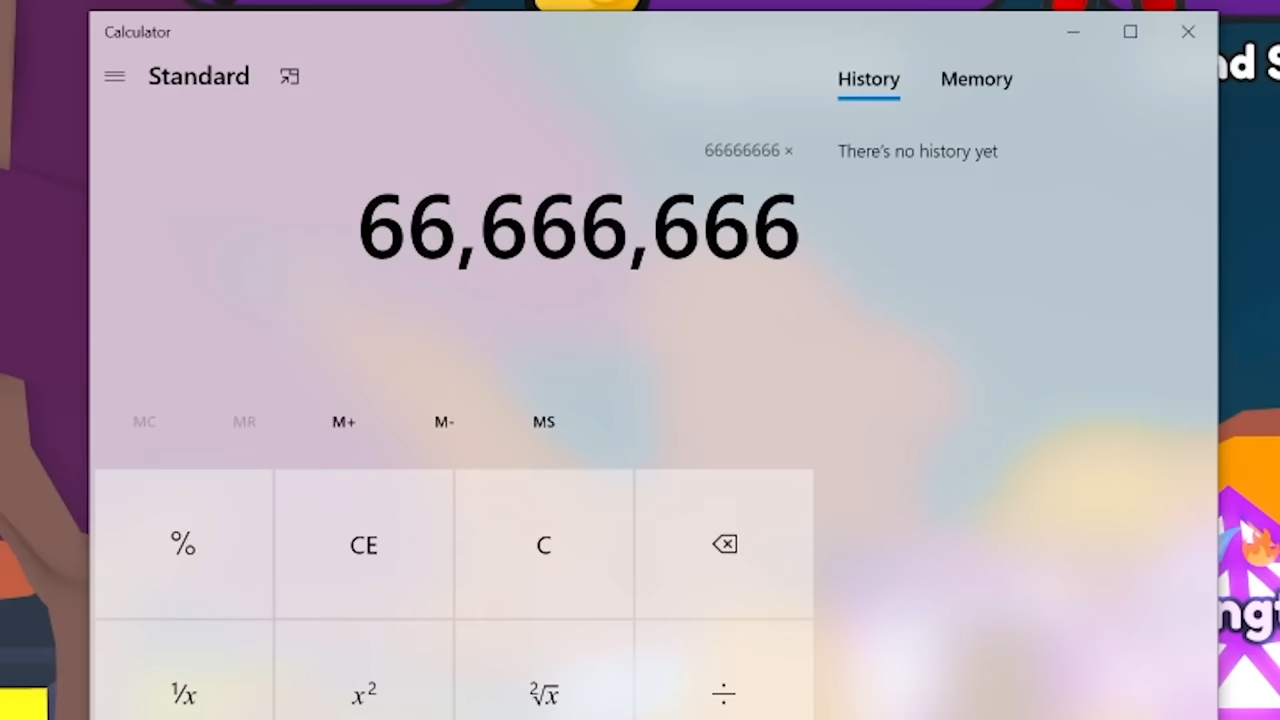 Calculator
Standard
History Memory
66666666 ×
There's no history yet
66,666,666
MC MR M+ M- MS
% CE C
¹/x x² ²√x ÷